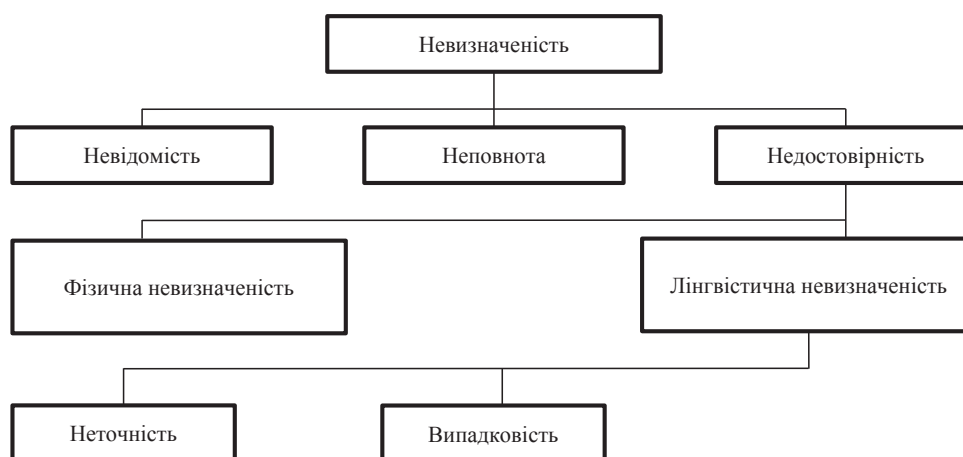 Невизначеність
Невідомість
Неповнота
Недостовірність
Фізична невизначеність
Лінгвістична невизначеність
Неточність
Випадковість